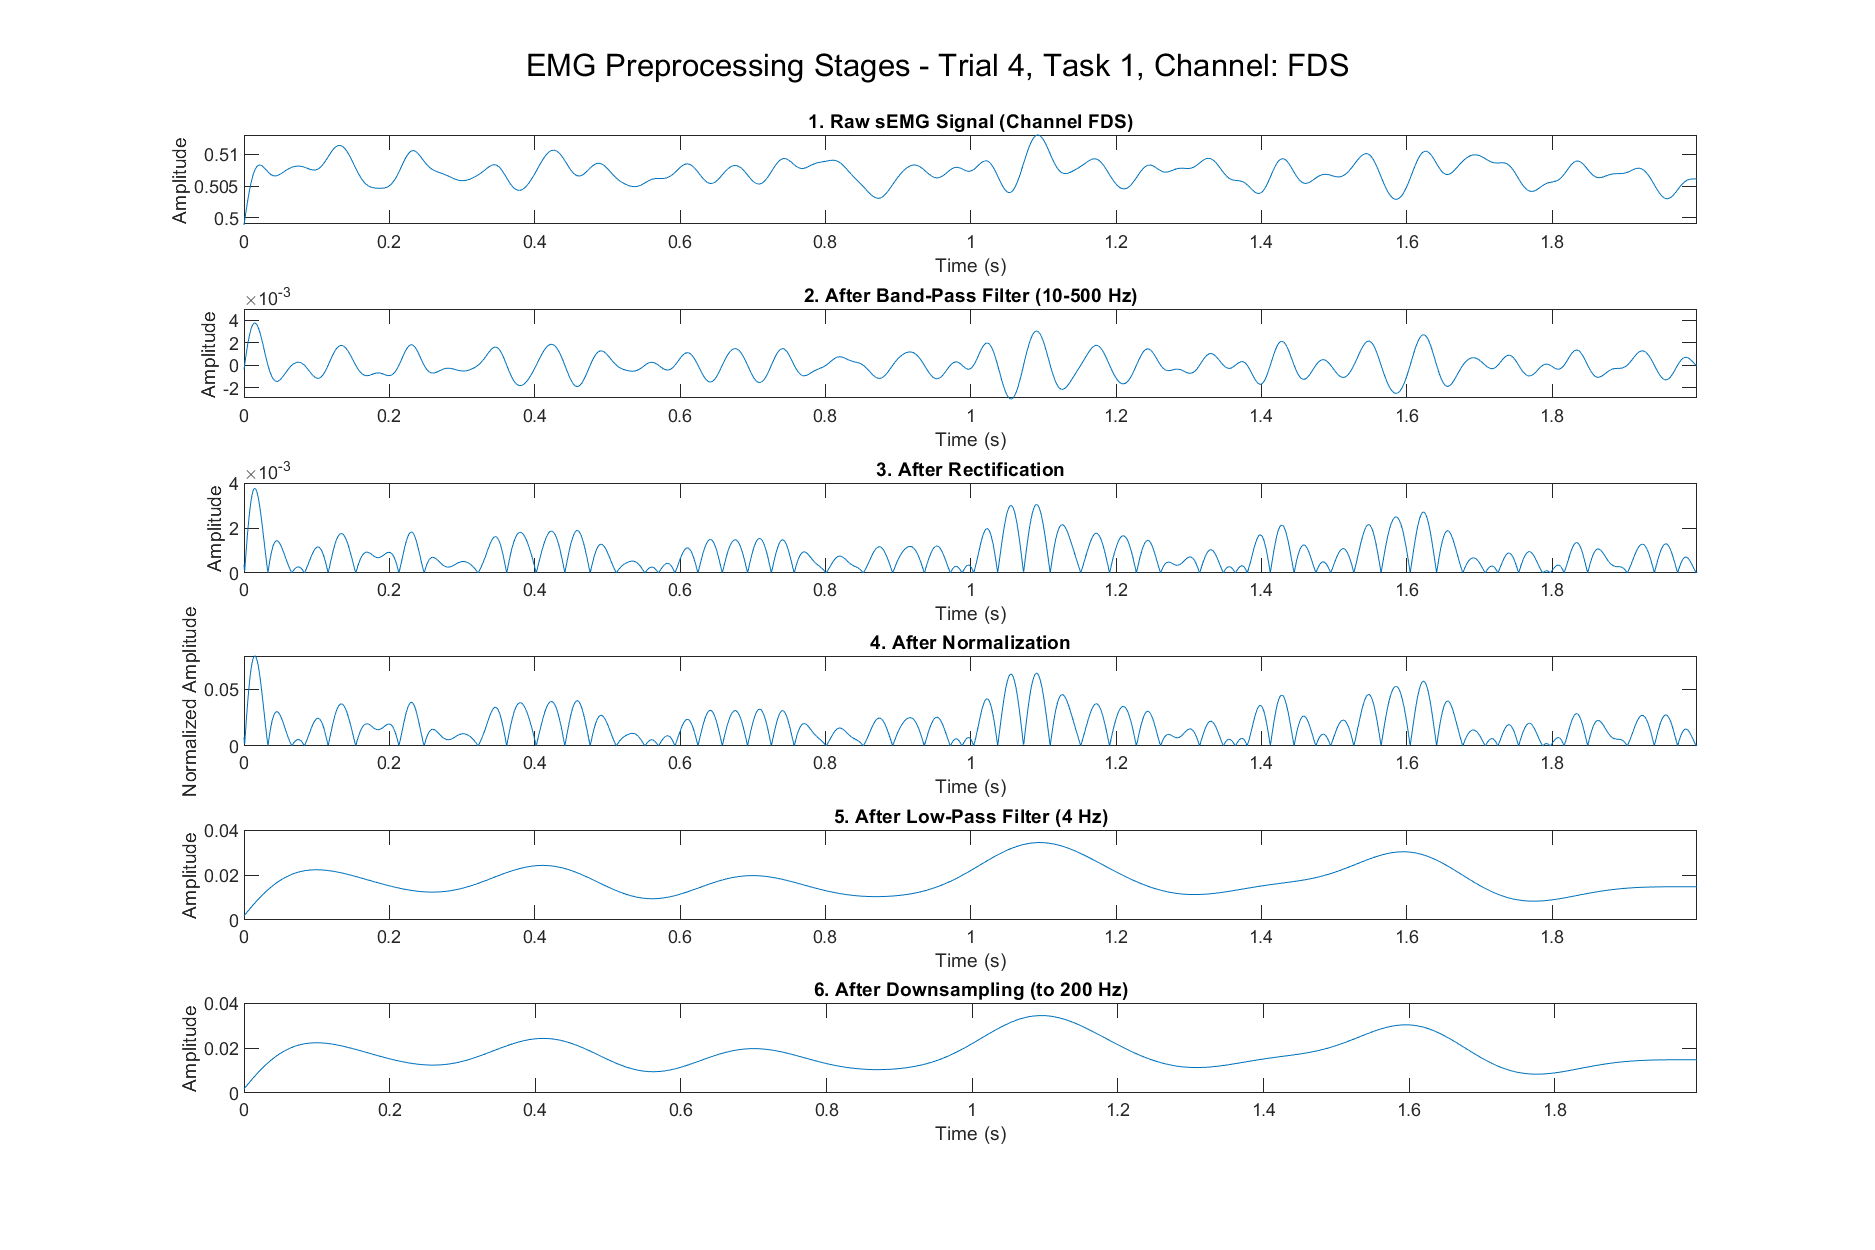 EMG Preprocessing Stages - Trial 4, Task 1, Channel: FDS
1. Raw sEMG Signal (Channel FDS)
Amplitude
0.51
0.505
0.5
0 0.2 0.4 0.6 0.8 1 1.2 1.4 1.6 1.8
Time (s)
2. After Band-Pass Filter (10-500 Hz)
×10-3
Amplitude
4
2
0
-2
0 0.2 0.4 0.6 0.8 1 1.2 1.4 1.6 1.8
Time (s)
3. After Rectification
×10-3
Amplitude
4
2
0
0 0.2 0.4 0.6 0.8 1 1.2 1.4 1.6 1.8
Time (s)
4. After Normalization
Normalized Amplitude
0.05
0
0 0.2 0.4 0.6 0.8 1 1.2 1.4 1.6 1.8
Time (s)
5. After Low-Pass Filter (4 Hz)
Amplitude
0.04
0.02
0
0 0.2 0.4 0.6 0.8 1 1.2 1.4 1.6 1.8
Time (s)
6. After Downsampling (to 200 Hz)
Amplitude
0.04
0.02
0
0 0.2 0.4 0.6 0.8 1 1.2 1.4 1.6 1.8
Time (s)